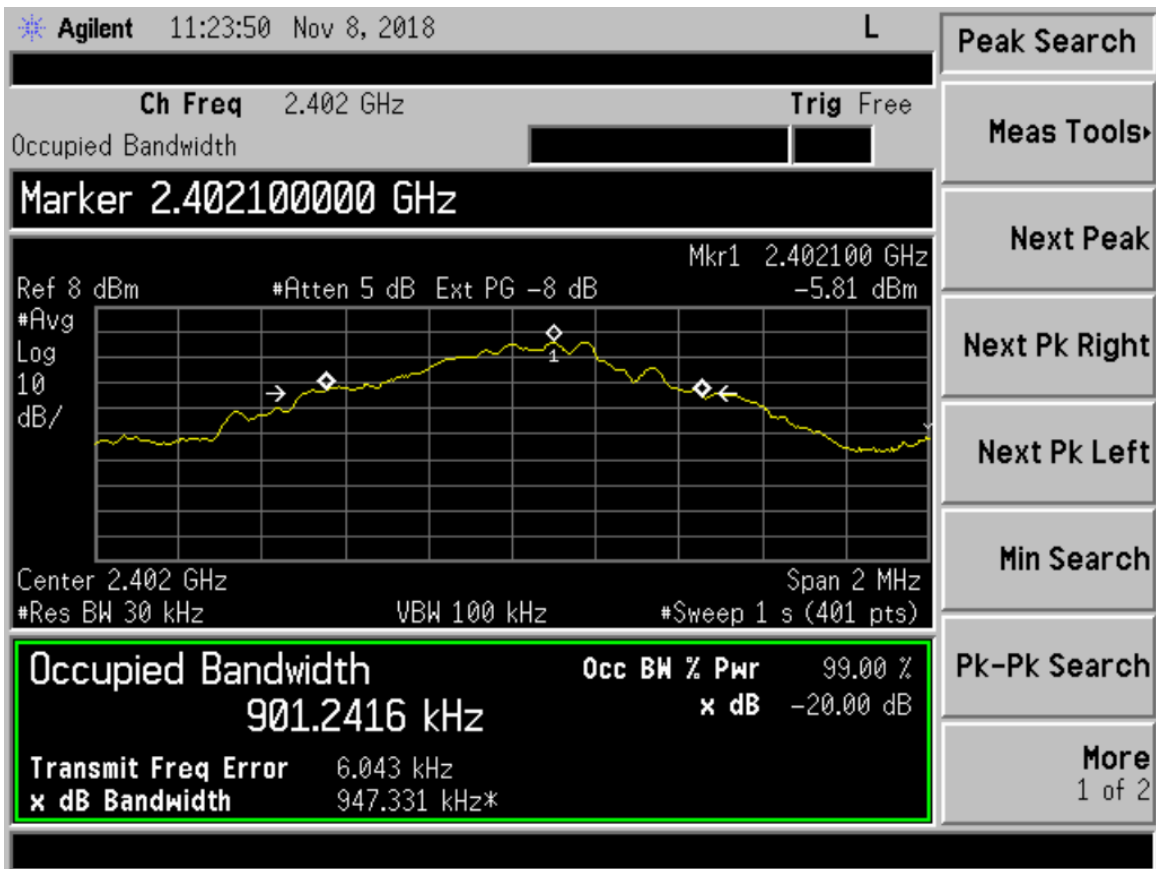 Agilent 11:23:50 Nov 8, 2018 L
Ch Freq 2.402 GHz Trig Free
Occupied Bandwidth
Marker 2.402100000 GHz
Mkr1 2.402100 GHz
Ref 8 dBm #Atten 5 dB Ext PG -8 dB -5.81 dBm
#Avg
Log
10
dB/
1
Center 2.402 GHz Span 2 MHz
#Res BW 30 kHz VBW 100 kHz #Sweep 1 s (401 pts)
Occupied Bandwidth Occ BW % Pwr 99.00 %
901.2416 kHz x dB -20.00 dB
Transmit Freq Error 6.043 kHz
x dB Bandwidth 947.331 kHz*
Peak Search
Meas Tools
Next Peak
Next Pk Right
Next Pk Left
Min Search
Pk-Pk Search
More
1 of 2